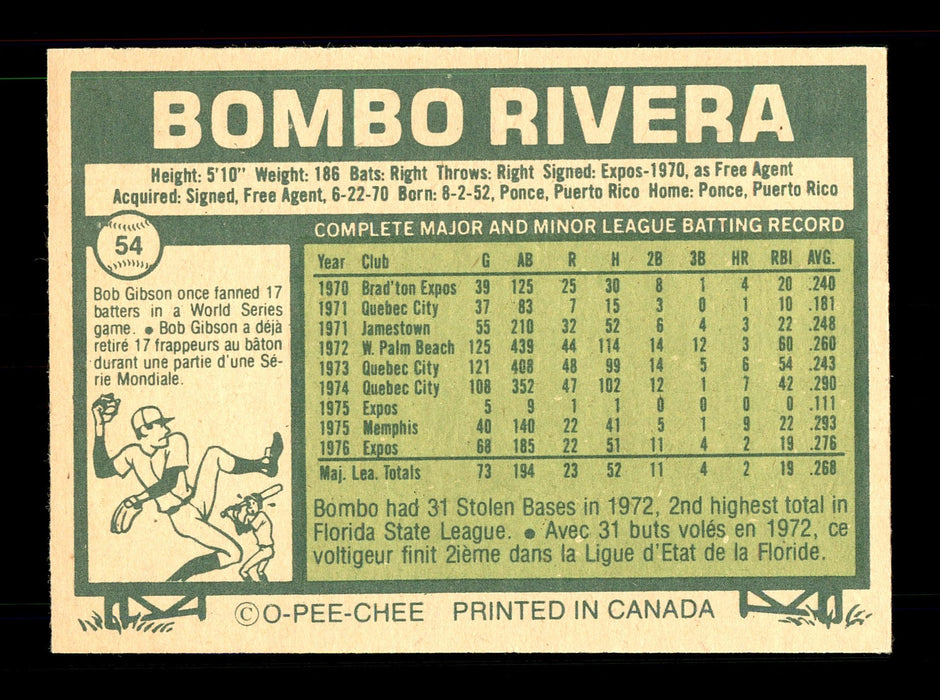 BOMBO RIVERA
Height: 5'10" Weight: 186 Bats: Right Throws: Right Signed: Expos-1970, as Free Agent
Acquired: Signed, Free Agent, 6-22-70 Born: 8-2-52, Ponce, Puerto Rico Home: Ponce, Puerto Rico
54
Bob Gibson once fanned 17
batters in a World Series
game. ● Bob Gibson a déjà
retiré 17 frappeurs au bâton
durant une partie d'une Sé-
rie Mondiale.
COMPLETE MAJOR AND MINOR LEAGUE BATTING RECORD
Year Club G AB R H 2B 3B HR RBI AVG.
1970 Brad'ton Expos 39 125 25 30 8 1 4 20 .240
1971 Quebec City 37 83 7 15 3 0 1 10 .181
1971 Jamestown 55 210 32 52 6 4 3 22 .248
1972 W. Palm Beach 125 439 44 114 14 12 3 60 .260
1973 Quebec City 121 408 48 99 14 5 6 54 .243
1974 Quebec City 108 352 47 102 12 1 7 42 .290
1975 Expos 5 9 1 1 0 0 0 0 .111
1975 Memphis 40 140 22 41 5 1 9 22 .293
1976 Expos 68 185 22 51 11 4 2 19 .276
Maj. Lea. Totals 73 194 23 52 11 4 2 19 .268
Bombo had 31 Stolen Bases in 1972, 2nd highest total in
Florida State League. ● Avec 31 buts volés en 1972, ce
voltigeur finit 2ième dans la Ligue d'Etat de la Floride.
©O-PEE-CHEE PRINTED IN CANADA